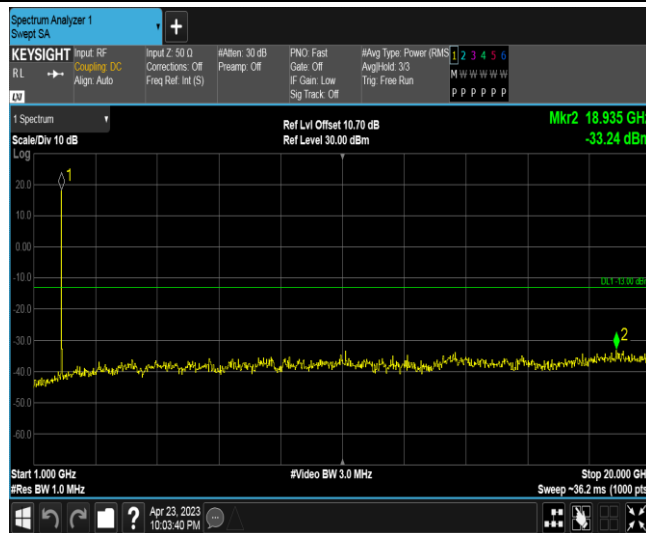 Spectrum Analyzer 1
Swept SA
+
KEYSIGHT
RL
LXI
Input: RF
Coupling: DC
Align: Auto
Input Z: 50 Ω
Corrections: Off
Freq Ref: Int (S)
#Atten: 30 dB
Preamp: Off
PNO: Fast
Gate: Off
IF Gain: Low
Sig Track: Off
#Avg Type: Power (RMS
Avg|Hold: 3/3
Trig: Free Run
1 2 3 4 5 6
M W W W W W
P P P P P P
1 Spectrum
Scale/Div 10 dB
Log
Ref Lvl Offset 10.70 dB
Ref Level 30.00 dBm
Mkr2 18.935 GHz
-33.24 dBm
1
20.0
10.0
0.00
-10.0
DL1 -13.00 dBm
-20.0
-30.0
2
-40.0
-50.0
-60.0
Start 1.000 GHz
#Video BW 3.0 MHz
Stop 20.000 GHz
#Res BW 1.0 MHz
Sweep ~36.2 ms (1000 pts)
?
Apr 23, 2023
10:03:40 PM